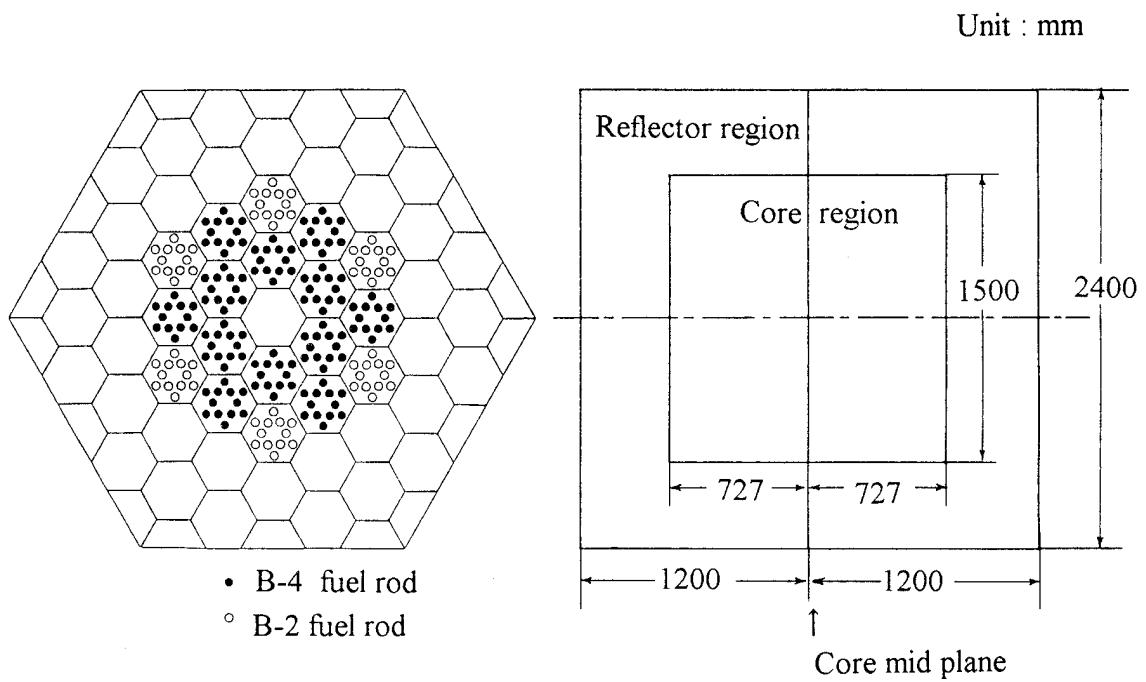 Unit : mm
Reflector region
Core region
1500
2400
727
727
1200
1200
• B-4 fuel rod
○ B-2 fuel rod
↑
Core mid plane